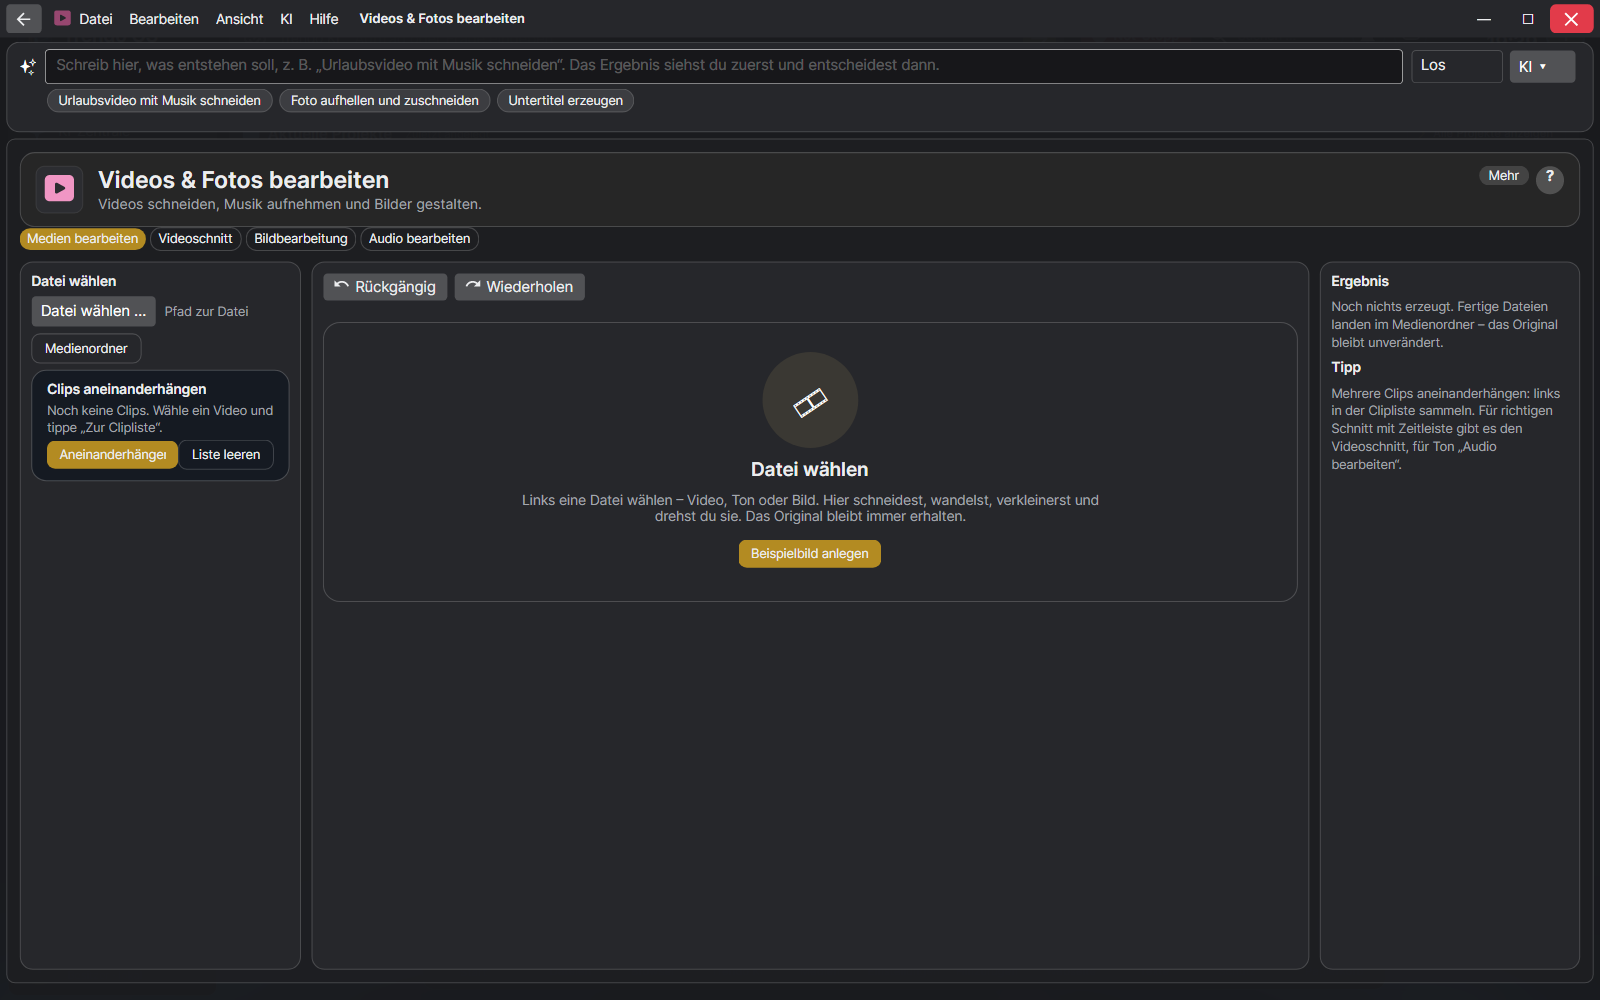 Datei Bearbeiten Ansicht KI Hilfe Videos & Fotos bearbeiten
Schreib hier, was entstehen soll, z. B. „Urlaubsvideo mit Musik schneiden“. Das Ergebnis siehst du zuerst und entscheidest dann.
Los
KI
Urlaubsvideo mit Musik schneiden
Foto aufhellen und zuschneiden
Untertitel erzeugen
Videos & Fotos bearbeiten
Videos schneiden, Musik aufnehmen und Bilder gestalten.
Mehr
?
Medien bearbeiten
Videoschnitt
Bildbearbeitung
Audio bearbeiten
Datei wählen
Datei wählen ...
Pfad zur Datei
Medienordner
Clips aneinanderhängen
Noch keine Clips. Wähle ein Video und
tippe „Zur Clipliste“.
Aneinanderhängen
Liste leeren
Rückgängig
Wiederholen
Datei wählen
Links eine Datei wählen – Video, Ton oder Bild. Hier schneidest, wandelst, verkleinerst und
drehst du sie. Das Original bleibt immer erhalten.
Beispielbild anlegen
Ergebnis
Noch nichts erzeugt. Fertige Dateien
landen im Medienordner – das Original
bleibt unverändert.
Tipp
Mehrere Clips aneinanderhängen: links
in der Clipliste sammeln. Für richtigen
Schnitt mit Zeitleiste gibt es den
Videoschnitt, für Ton „Audio
bearbeiten“.